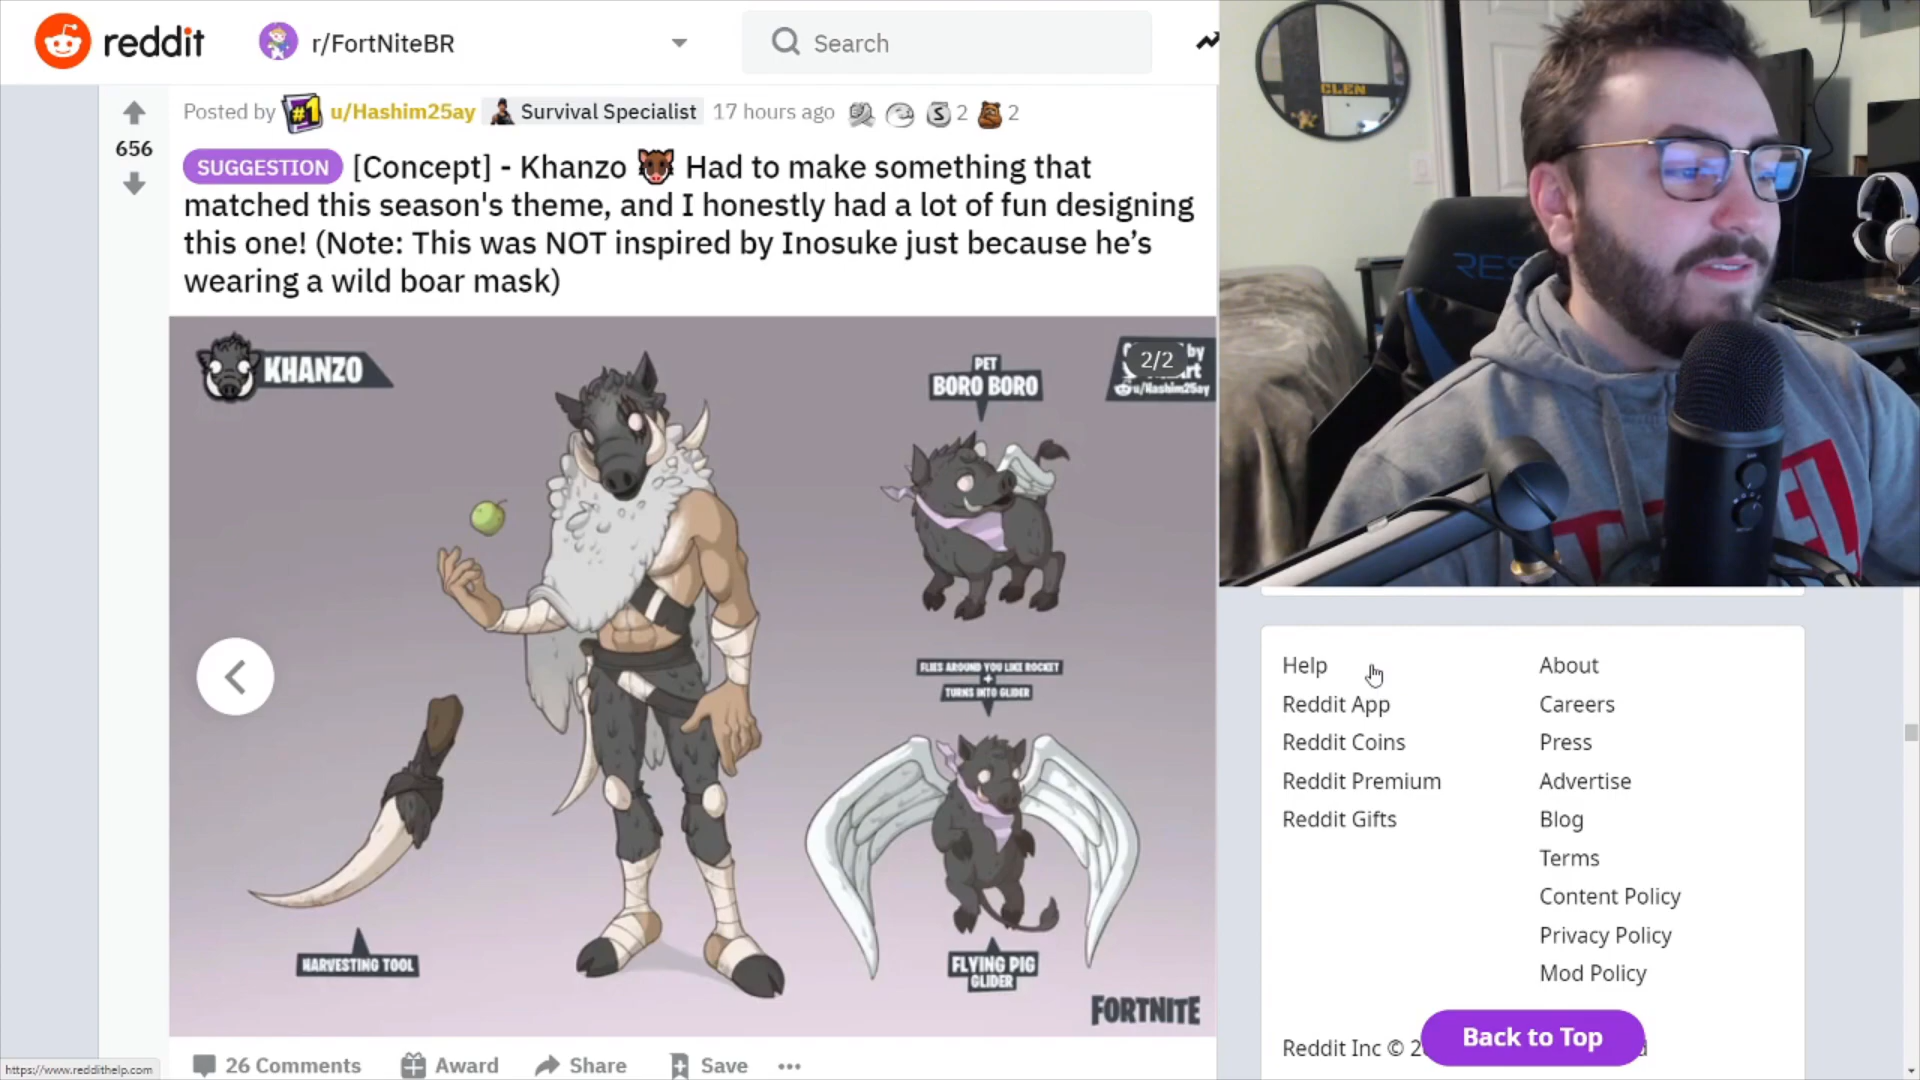 reddit r/FortNiteBR Search
CLEN
Posted by #1 u/Hashim25ay Survival Specialist 17 hours ago 2 2
656
SUGGESTION [Concept] - Khanzo 🐗 Had to make something that
matched this season's theme, and I honestly had a lot of fun designing
this one! (Note: This was NOT inspired by Inosuke just because he’s
wearing a wild boar mask)
RES
KHANZO
PET
BORO BORO
by
2/2
u/Hashim25ay
FLIES AROUND YOU LIKE ROCKET
+
TURNS INTO GLIDER
HARVESTING TOOL
FLYING PIG
GLIDER
FORTNITE
Help About
Reddit App Careers
Reddit Coins Press
Reddit Premium Advertise
Reddit Gifts Blog
Terms
Content Policy
Privacy Policy
Mod Policy
Reddit Inc © 2
Back to Top
26 Comments Award Share Save
https://www.reddithelp.com